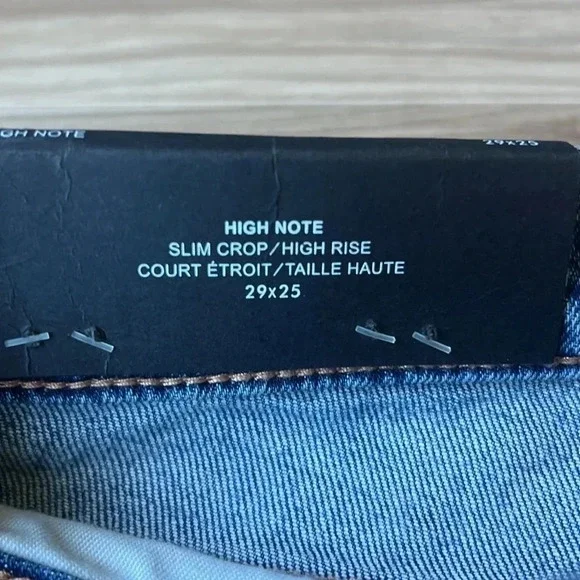 GH NOTE
29x25
HIGH NOTE
SLIM CROP/HIGH RISE
COURT ÉTROIT/TAILLE HAUTE
29x25